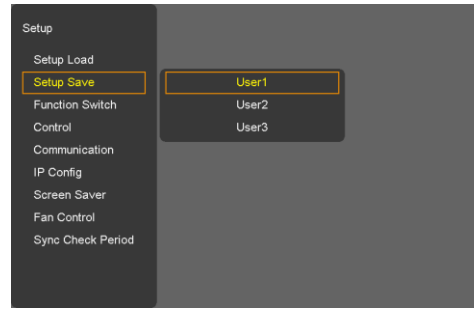 Setup
Setup Load
Setup Save
User1
Function Switch
User2
Control
User3
Communication
IP Config
Screen Saver
Fan Control
Sync Check Period